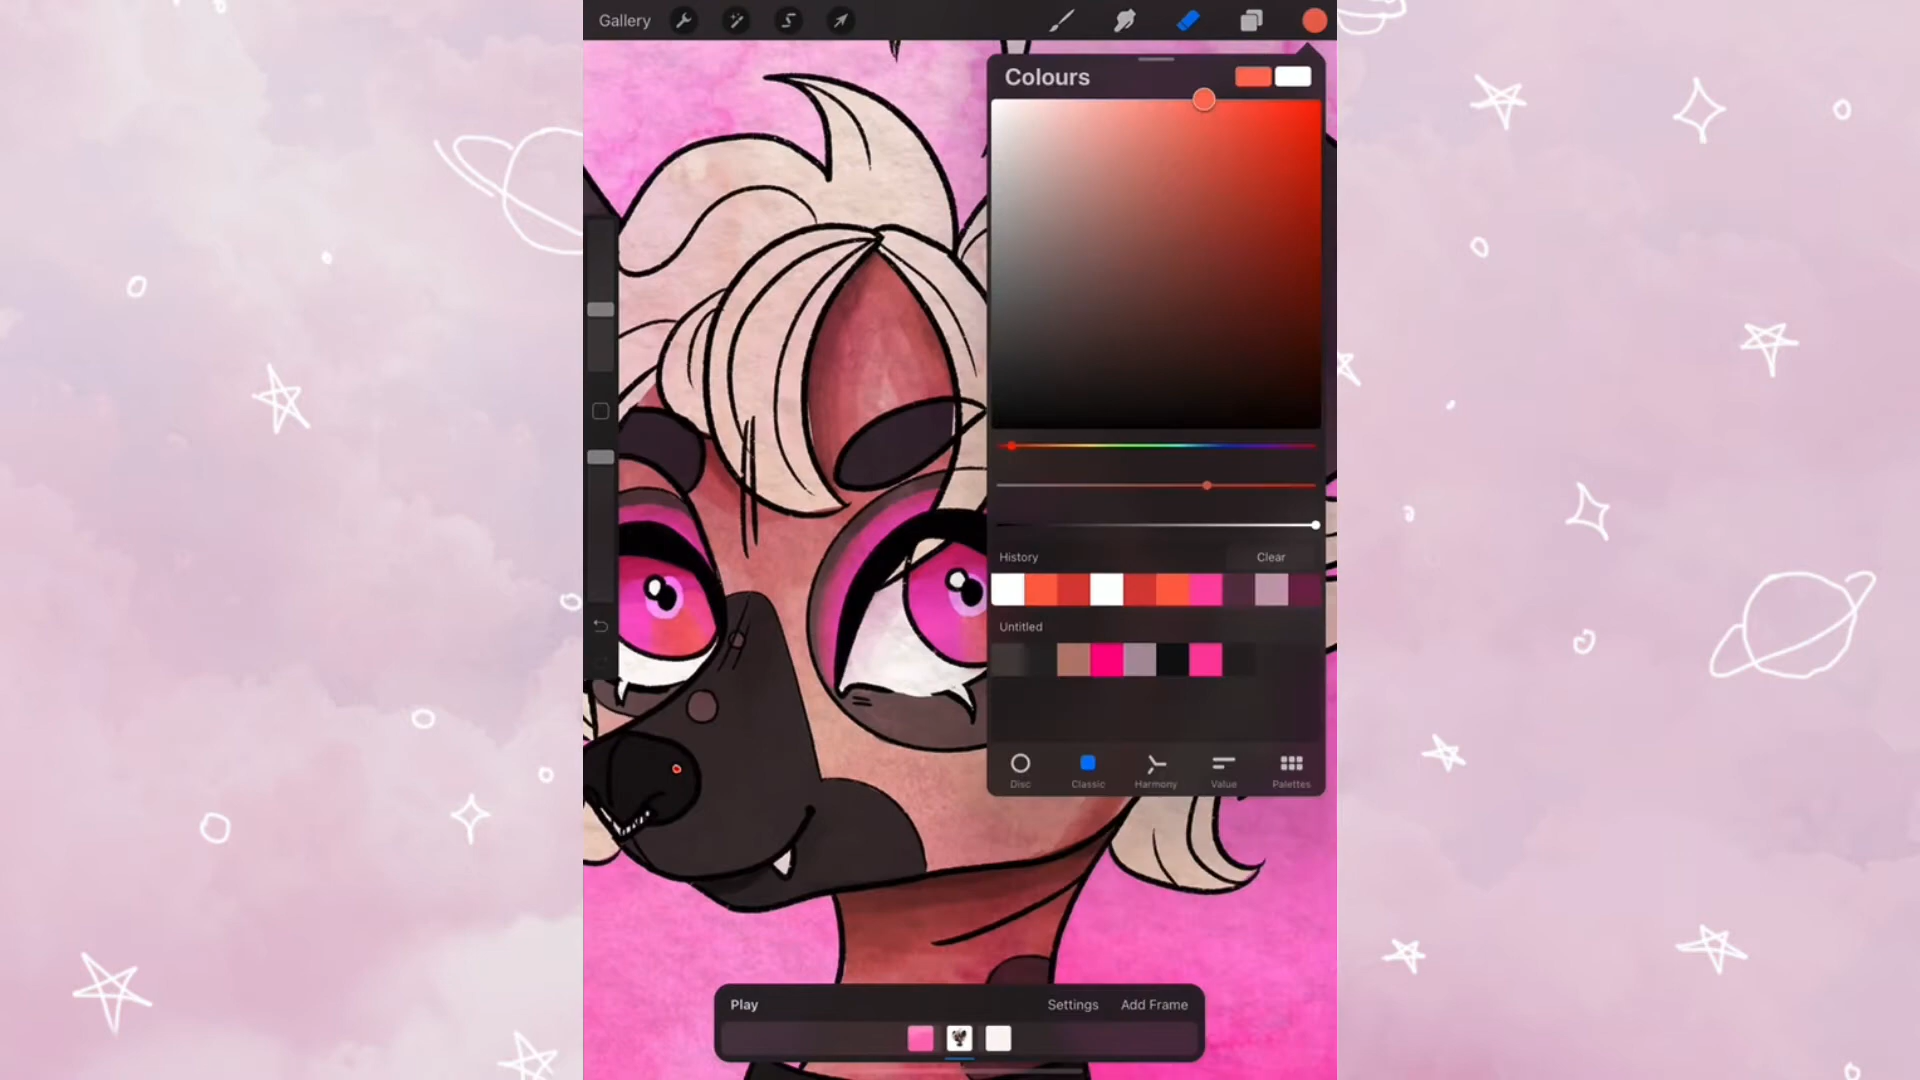 Gallery
Colours
History Clear
Untitled
Disc Classic Harmony Value Palettes
Play Settings Add Frame